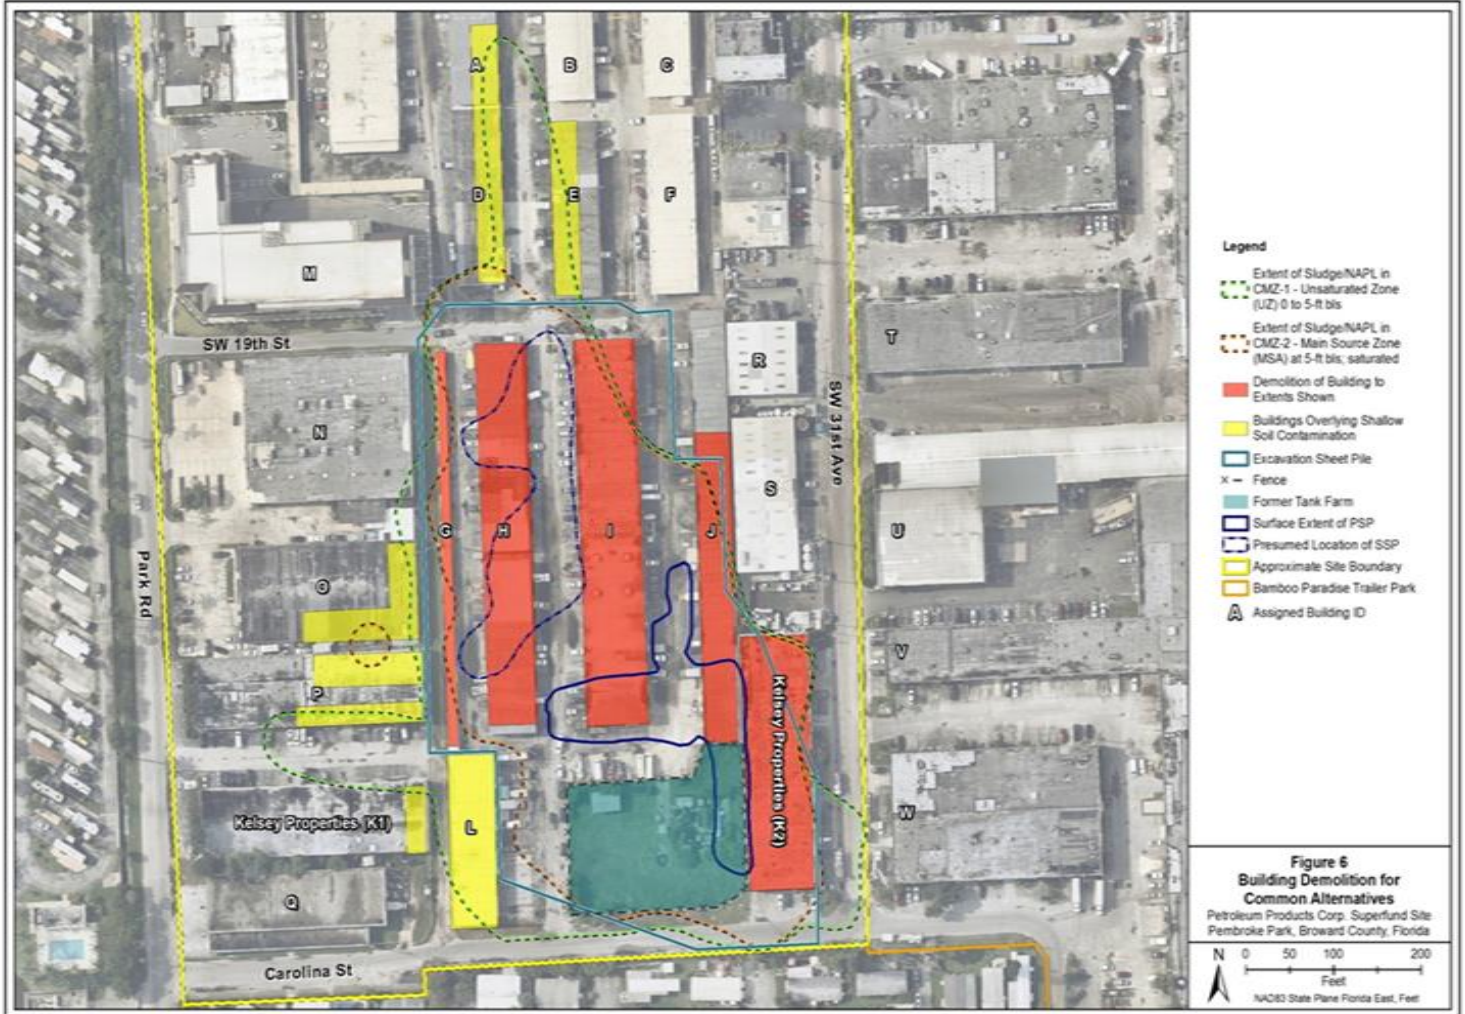 A
B
C
D
E
F
M
SW 19th St
R
T
SW 31st Ave
N
S
G
H
I
J
U
Park Rd
O
P
V
Kelsey Properties (K2)
Kelsey Properties (K1)
L
W
Q
Carolina St
Legend
Extent of Sludge/NAPL in
CMZ-1 - Unsaturated Zone
(UZ) 0 to 5-ft bls
Extent of Sludge/NAPL in
CMZ-2 - Main Source Zone
(MSA) at 5-ft bls; saturated
Demolition of Building to
Extents Shown
Buildings Overlying Shallow
Soil Contamination
Excavation Sheet Pile
Fence
Former Tank Farm
Surface Extent of PSP
Presumed Location of SSP
Approximate Site Boundary
Bamboo Paradise Trailer Park
A Assigned Building ID
Figure 6
Building Demolition for
Common Alternatives
Petroleum Products Corp. Superfund Site
Pembroke Park, Broward County, Florida
N
0 50 100 200
Feet
NAD83 State Plane Florida East, Feet